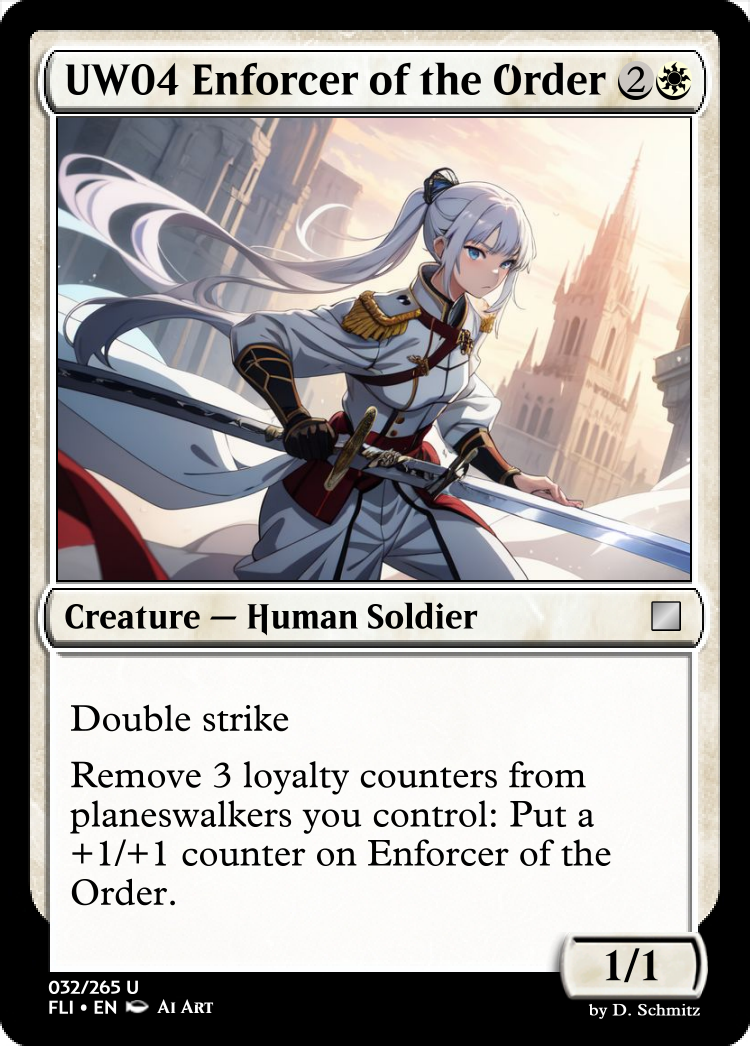 UW04 Enforcer of the Order 2
Creature — Human Soldier
Double strike
Remove 3 loyalty counters from
planeswalkers you control: Put a
+1/+1 counter on Enforcer of the
Order.
1/1
032/265 U
FLI • EN AI ART
by D. Schmitz